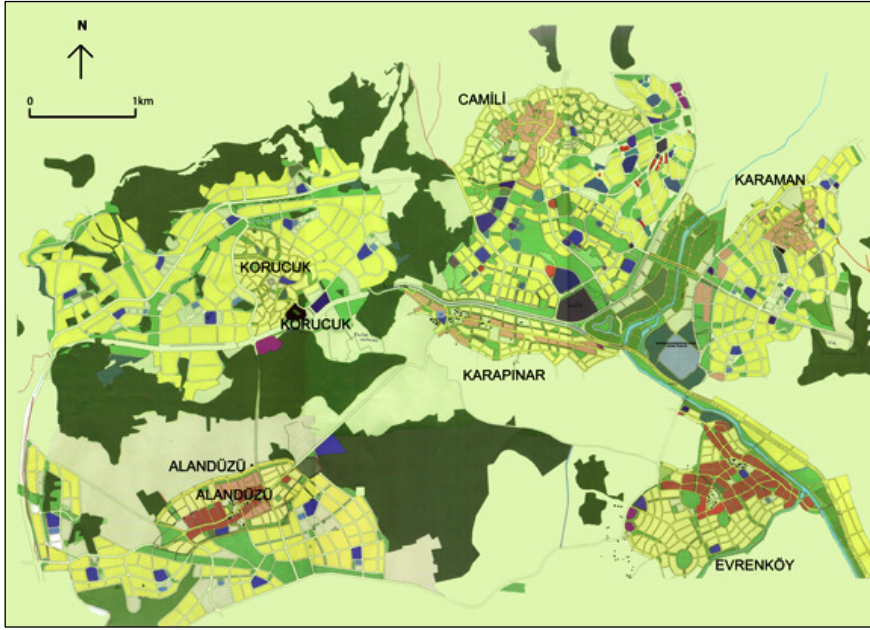 N
0
1km
CAMİLİ
KARAMAN
KORUCUK
KORUCUK
KARAPINAR
ALANDÜZÜ
ALANDÜZÜ
EVRENKÖY